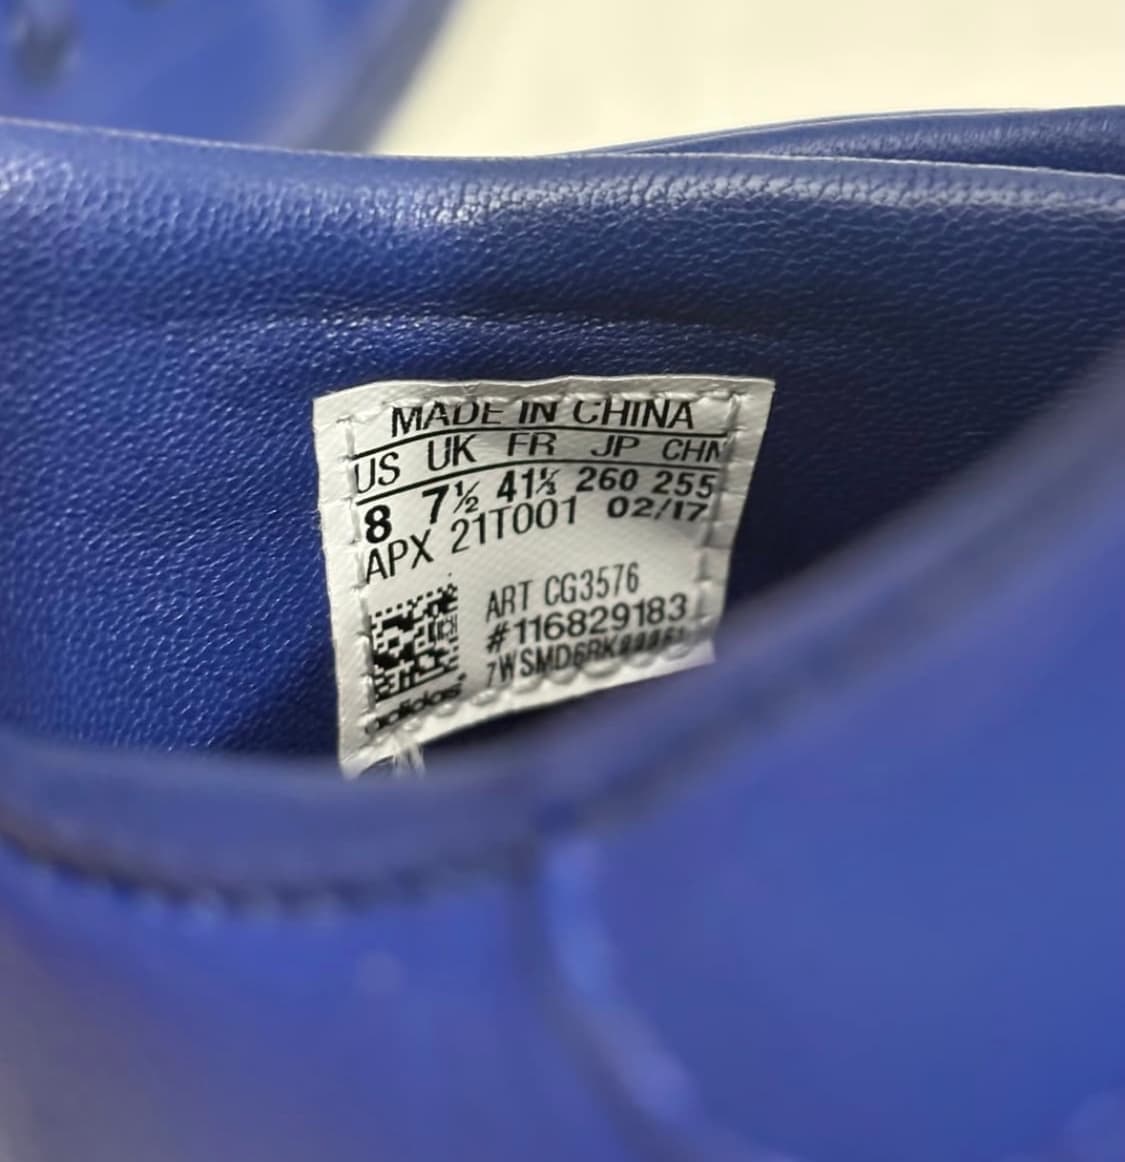 MADE IN CHINA
US UK FR JP CHN
8 7½ 41⅓ 260 255
APX 21T001 02/17
ART CG3576
#116829183
adidas